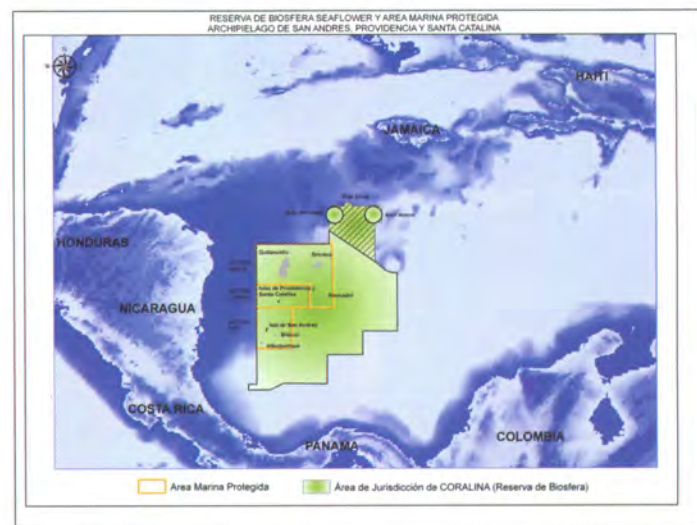 RESERVA DE BIOSFERA SEAFLOWER Y AREA MARINA PROTEGIDA
ARCHIPIELAGO DE SAN ANDRES, PROVIDENCIA Y SANTA CATALINA
HAITI
JAMAICA
HONDURAS
Quitasueño
Serrana
Islas de Providencia y
Santa Catalina
Roncador
NICARAGUA
Isla de San Andrés
Bolivar
Albuquerque
COSTA RICA
PANAMA
COLOMBIA
Area Marina Protegida
Área de Jurisdicción de CORALINA (Reserva de Biosfera)